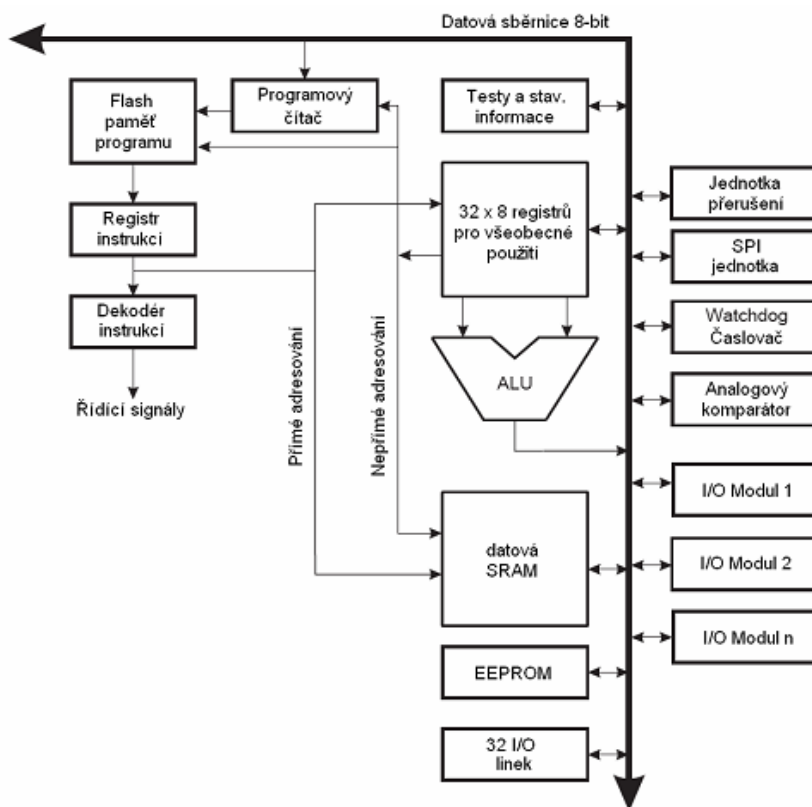 Datová sběrnice 8-bit
Flash
paměť
programu
Programový
čítač
Testy a stav.
informace
Registr
instrukcí
32 x 8 registrů
pro všeobecné
použití
Jednotka
přerušení
SPI
jednotka
Dekodér
instrukcí
Watchdog
Časlovač
Řídící signály
Přímé adresování
Nepřímé adresování
ALU
Analogový
komparátor
I/O Modul 1
datová
SRAM
I/O Modul 2
I/O Modul n
EEPROM
32 I/O
linek